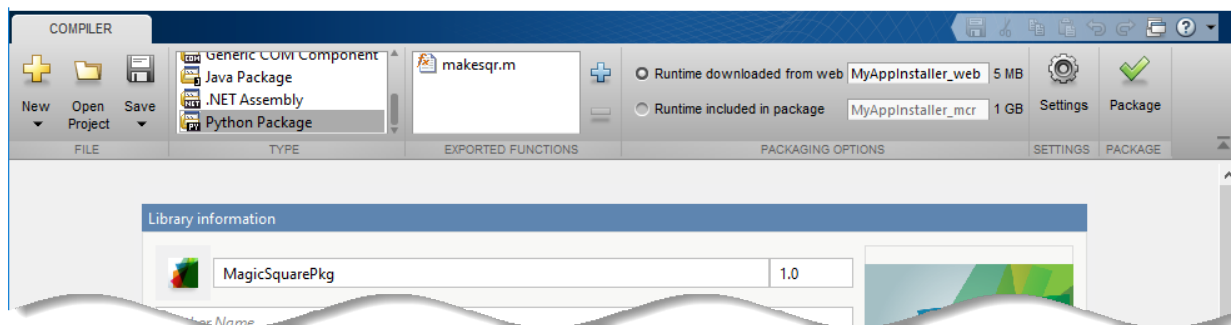 COMPILER
New
Open Project
Save
FILE
Generic COM Component
Java Package
.NET Assembly
Python Package
TYPE
makesqr.m
EXPORTED FUNCTIONS
Runtime downloaded from web MyAppInstaller_web 5 MB
Runtime included in package MyAppInstaller_mcr 1 GB
PACKAGING OPTIONS
Settings
SETTINGS
Package
PACKAGE
Library information
MagicSquarePkg 1.0
Name